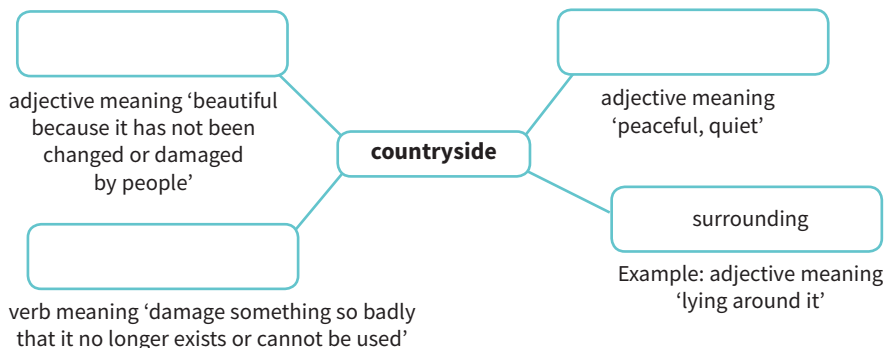 adjective meaning ‘beautiful
because it has not been
changed or damaged
by people’
adjective meaning
‘peaceful, quiet’
countryside
surrounding
Example: adjective meaning
‘lying around it’
verb meaning ‘damage something so badly
that it no longer exists or cannot be used’